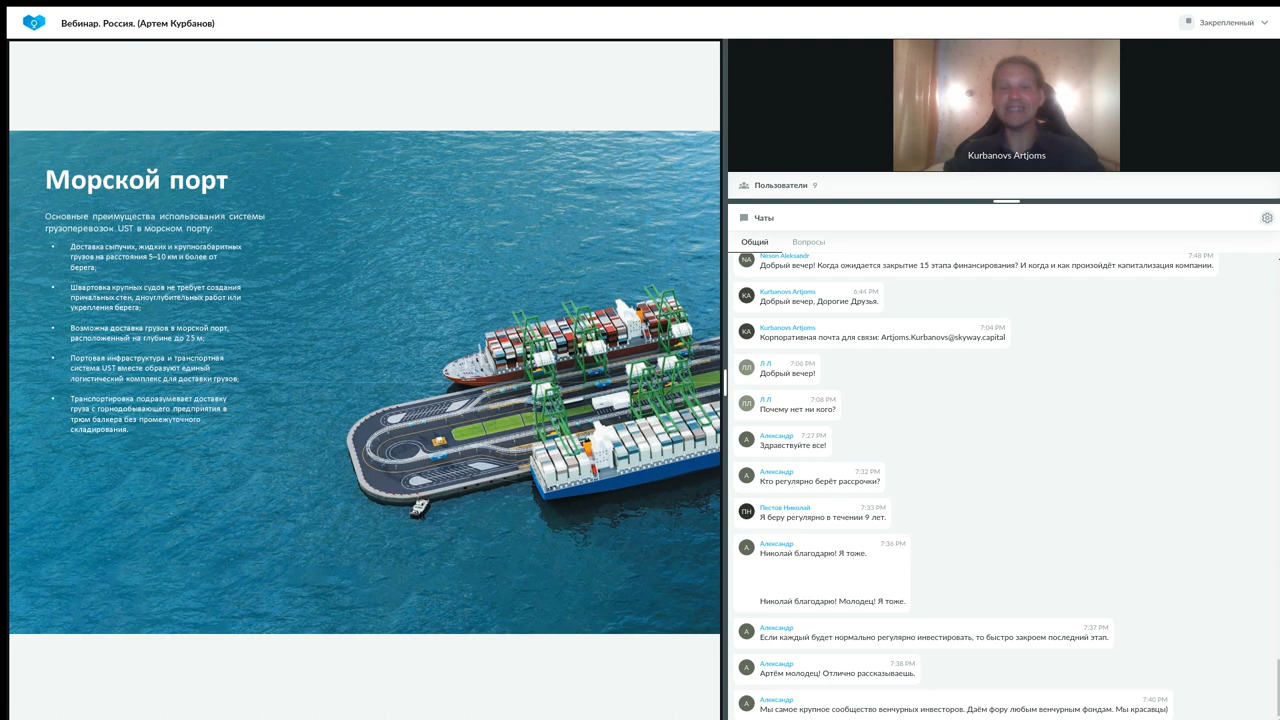 Вебинар. Россия. (Артем Курбанов)
Закрепленный
Морской порт
Основные преимущества использования системы
грузоперевозок UST в морском порту:
• Доставка сыпучих, жидких и крупногабаритных
грузов на расстояния 5–10 км и более от
берега;
• Швартовка крупных судов не требует создания
причальных стен, дноуглубительных работ или
укрепления берега;
• Возможна доставка грузов в морской порт,
расположенный на глубине до 25 м;
• Портовая инфраструктура и транспортная
система UST вместе образуют единый
логистический комплекс для доставки грузов;
• Транспортировка подразумевает доставку
груза с горнодобывающего предприятия в
трюм балкера без промежуточного
складирования.
Kurbanovs Artjoms
Пользователи 9
Чаты
Общий Вопросы
NA Neson Aleksandr 7:48 PM
Добрый вечер! Когда ожидается закрытие 15 этапа финансирования? И когда и как произойдёт капитализация компании.
KA Kurbanovs Artjoms 6:44 PM
Добрый вечер, Дорогие Друзья.
KA Kurbanovs Artjoms 7:04 PM
Корпоративная почта для связи: Artjoms.Kurbanovs@skyway.capital
ЛЛ Л Л 7:06 PM
Добрый вечер!
ЛЛ Л Л 7:08 PM
Почему нет ни кого?
А Александр 7:27 PM
Здравствуйте все!
А Александр 7:32 PM
Кто регулярно берёт рассрочки?
ПН Пестов Николай 7:33 PM
Я беру регулярно в течении 9 лет.
А Александр 7:36 PM
Николай благодарю! Я тоже.
Николай благодарю! Молодец! Я тоже.
А Александр 7:37 PM
Если каждый будет нормально регулярно инвестировать, то быстро закроем последний этап.
А Александр 7:38 PM
Артём молодец! Отлично рассказываешь.
А Александр 7:40 PM
Мы самое крупное сообщество венчурных инвесторов. Даём фору любым венчурным фондам. Мы красавцы)